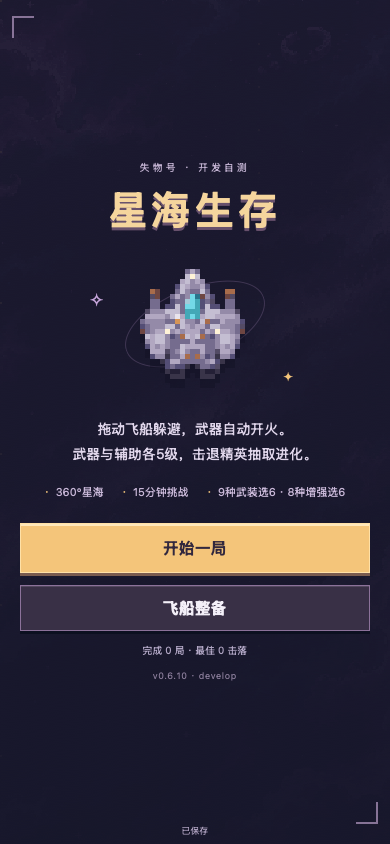 失物号 · 开发自测
星海生存
拖动飞船躲避，武器自动开火。
武器与辅助各5级，击退精英抽取进化。
· 360°星海 · 15分钟挑战 · 9种武装选6 · 8种增强选6
开始一局
飞船整备
完成 0 局 · 最佳 0 击落
v0.6.10 · develop
已保存